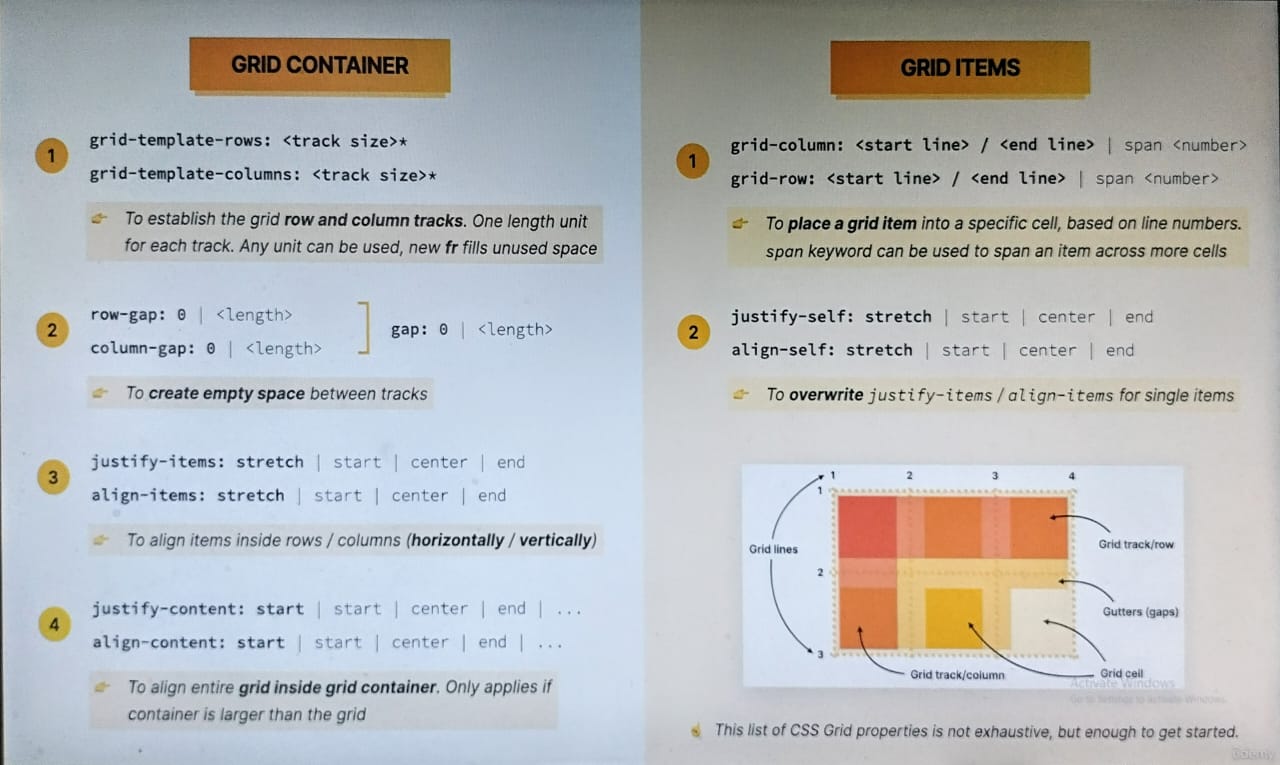 GRID CONTAINER
1
grid-template-rows: <track size>*
grid-template-columns: <track size>*
To establish the grid row and column tracks. One length unit
for each track. Any unit can be used, new fr fills unused space
2
row-gap: 0 | <length>
column-gap: 0 | <length>
gap: 0 | <length>
To create empty space between tracks
3
justify-items: stretch | start | center | end
align-items: stretch | start | center | end
To align items inside rows / columns (horizontally / vertically)
4
justify-content: start | start | center | end | ...
align-content: start | start | center | end | ...
To align entire grid inside grid container. Only applies if
container is larger than the grid
GRID ITEMS
1
grid-column: <start line> / <end line> | span <number>
grid-row: <start line> / <end line> | span <number>
To place a grid item into a specific cell, based on line numbers.
span keyword can be used to span an item across more cells
2
justify-self: stretch | start | center | end
align-self: stretch | start | center | end
To overwrite justify-items / align-items for single items
1 2 3 4
1
Grid lines
Grid track/row
2
Gutters (gaps)
3
Grid track/column
Grid cell
Activate Windows
Go to Settings to activate Windows.
This list of CSS Grid properties is not exhaustive, but enough to get started.
Udemy